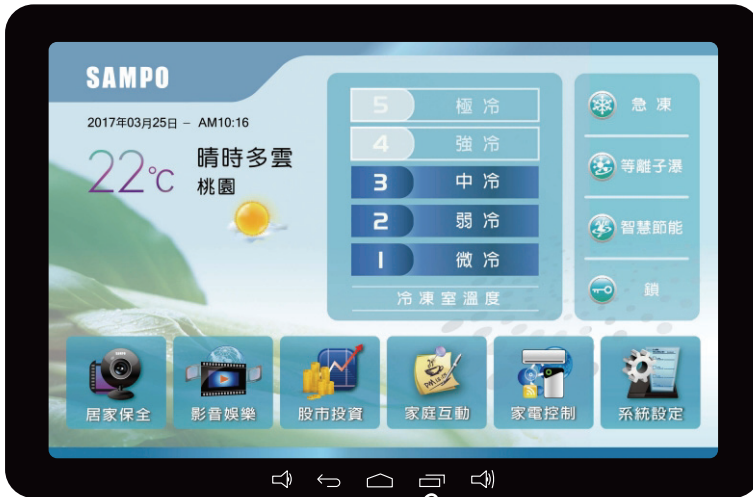 SAMPO
2017年03月25日 - AM10:16
22°C
晴時多雲
桃園
5 極冷
4 強冷
3 中冷
2 弱冷
1 微冷
冷凍室溫度
急凍
等離子瀑
智慧節能
鎖
居家保全
影音娛樂
股市投資
家庭互動
家電控制
系統設定